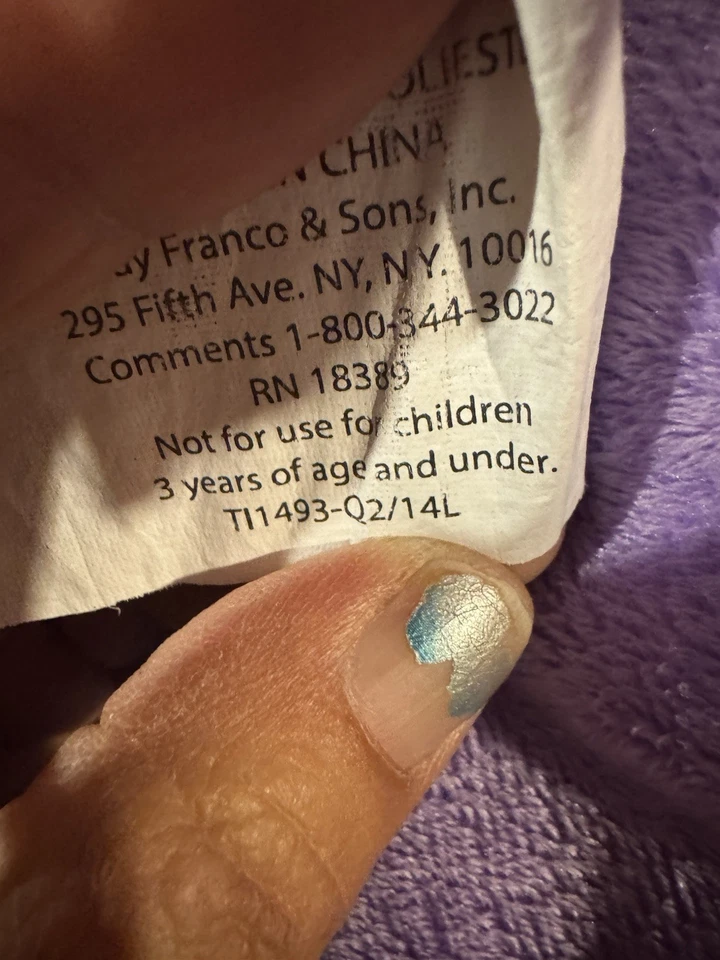 CHINA
Franco & Sons, Inc.
295 Fifth Ave. NY, N.Y. 10016
Comments 1-800-344-3022
RN 18389
Not for use for children
3 years of age and under.
TI1493-Q2/14L